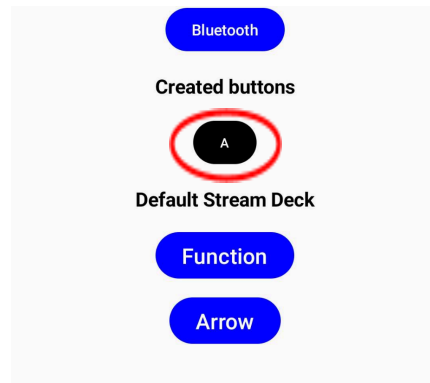 Bluetooth
Created buttons
A
Default Stream Deck
Function
Arrow